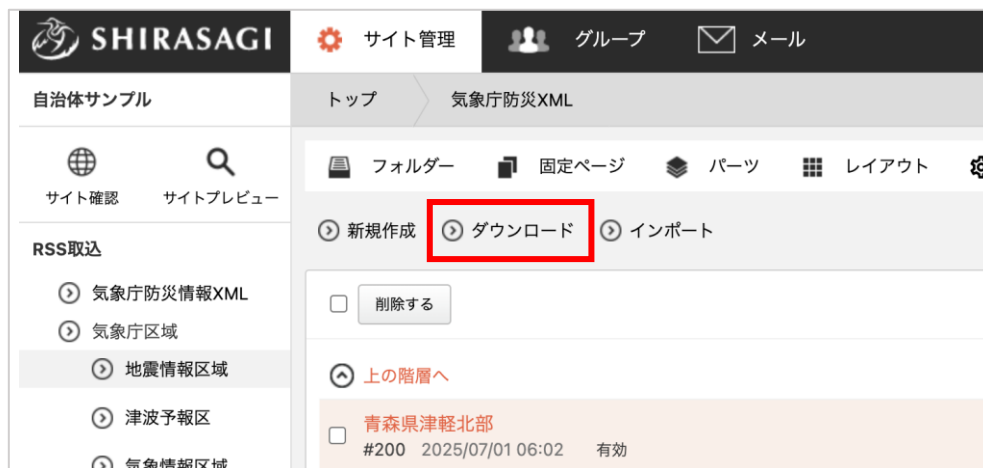 SHIRASAGI
サイト管理
グループ
メール
自治体サンプル
トップ
気象庁防災XML
サイト確認
サイトプレビュー
フォルダー
固定ページ
パーツ
レイアウト
新規作成
ダウンロード
インポート
RSS取込
気象庁防災情報XML
気象庁区域
地震情報区域
津波予報区
気象情報区域
削除する
上の階層へ
青森県津軽北部
#200 2025/07/01 06:02 有効